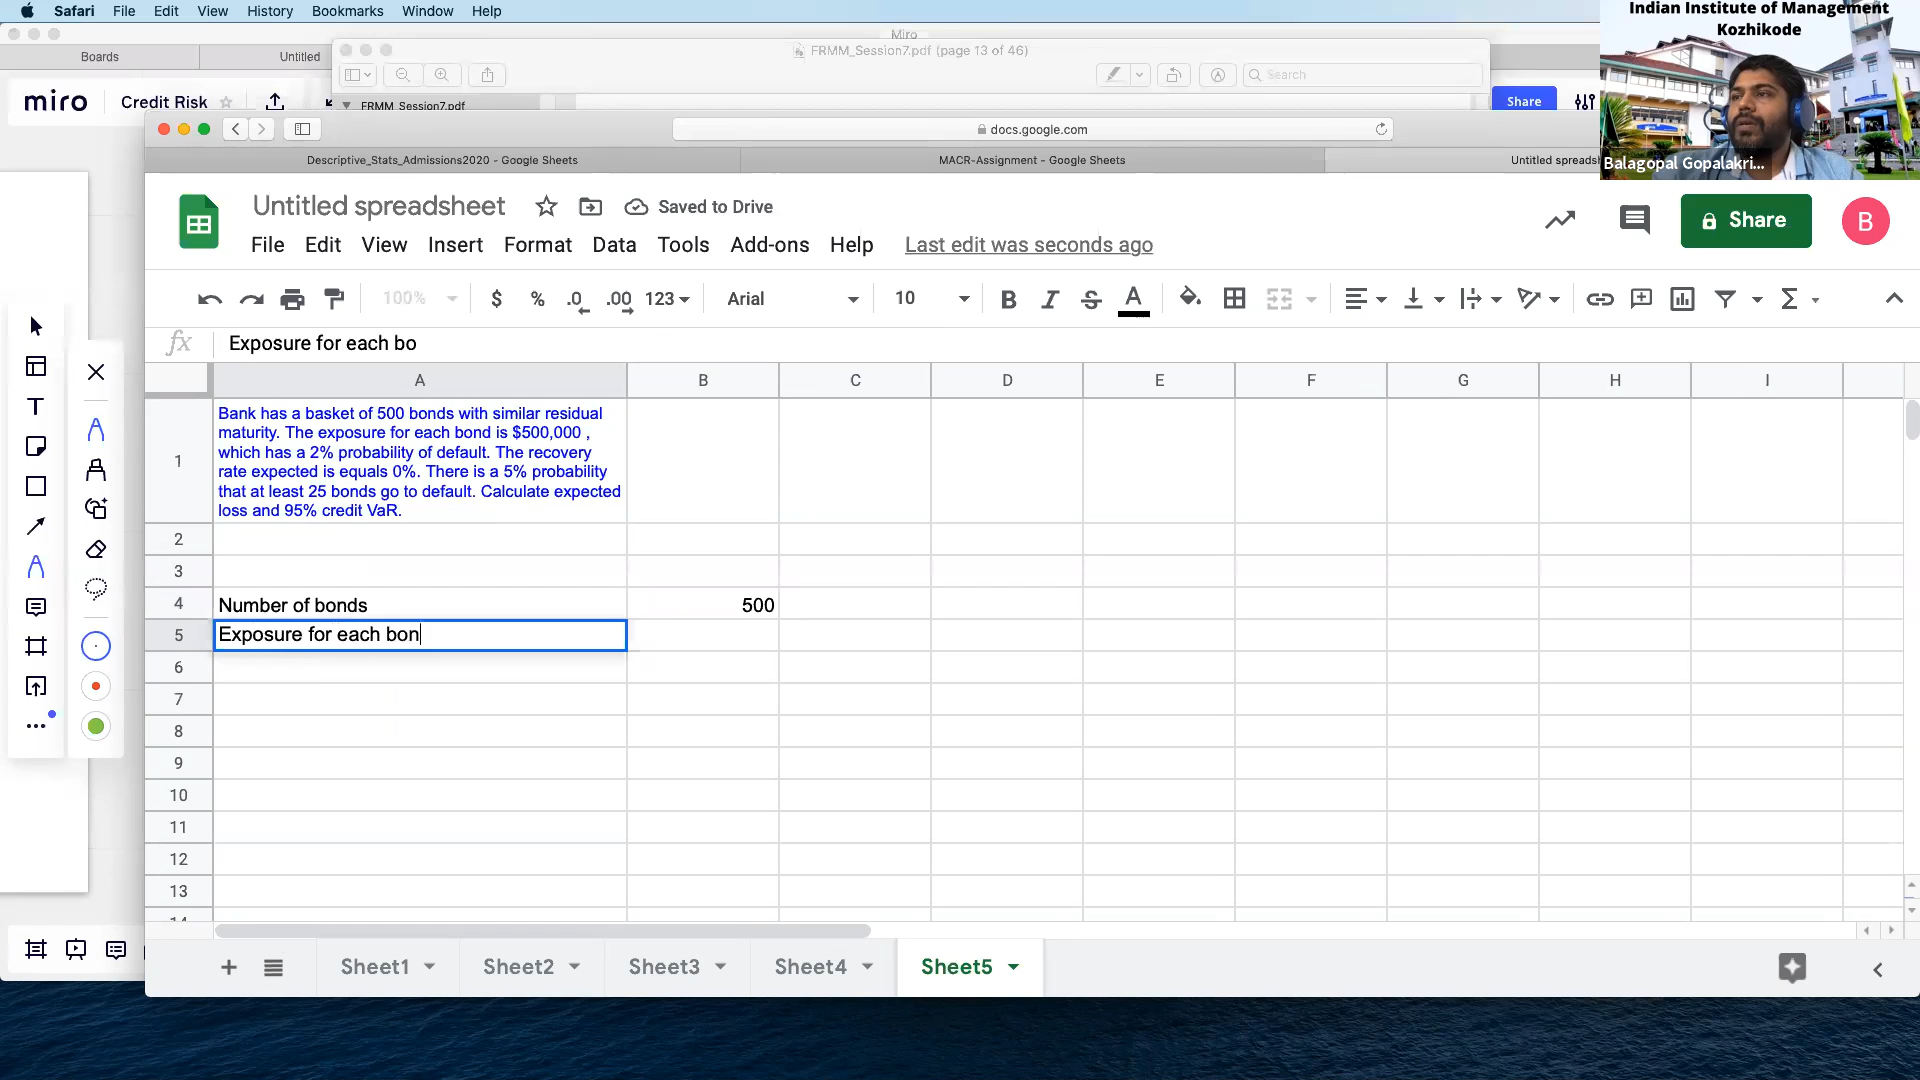 Safari File Edit View History Bookmarks Window Help
Indian Institute of Management
Kozhikode
Miro
Boards
Untitled
FRMM_Session7.pdf (page 13 of 46)
Search
miro
Credit Risk
FRMM_Session7.pdf
Share
docs.google.com
Descriptive_Stats_Admissions2020 - Google Sheets
MACR-Assignment - Google Sheets
Untitled spreads
Balagopal Gopalakri...
Untitled spreadsheet
Saved to Drive
File Edit View Insert Format Data Tools Add-ons Help Last edit was seconds ago
Share
B
100% $ % .0 .00 123 Arial 10 B I S A
fx
Exposure for each bo
A B C D E F G H I
1
Bank has a basket of 500 bonds with similar residual
maturity. The exposure for each bond is $500,000 ,
which has a 2% probability of default. The recovery
rate expected is equals 0%. There is a 5% probability
that at least 25 bonds go to default. Calculate expected
loss and 95% credit VaR.
2
3
4 Number of bonds 500
5 Exposure for each bon
6
7
8
9
10
11
12
13
14
Sheet1 Sheet2 Sheet3 Sheet4 Sheet5